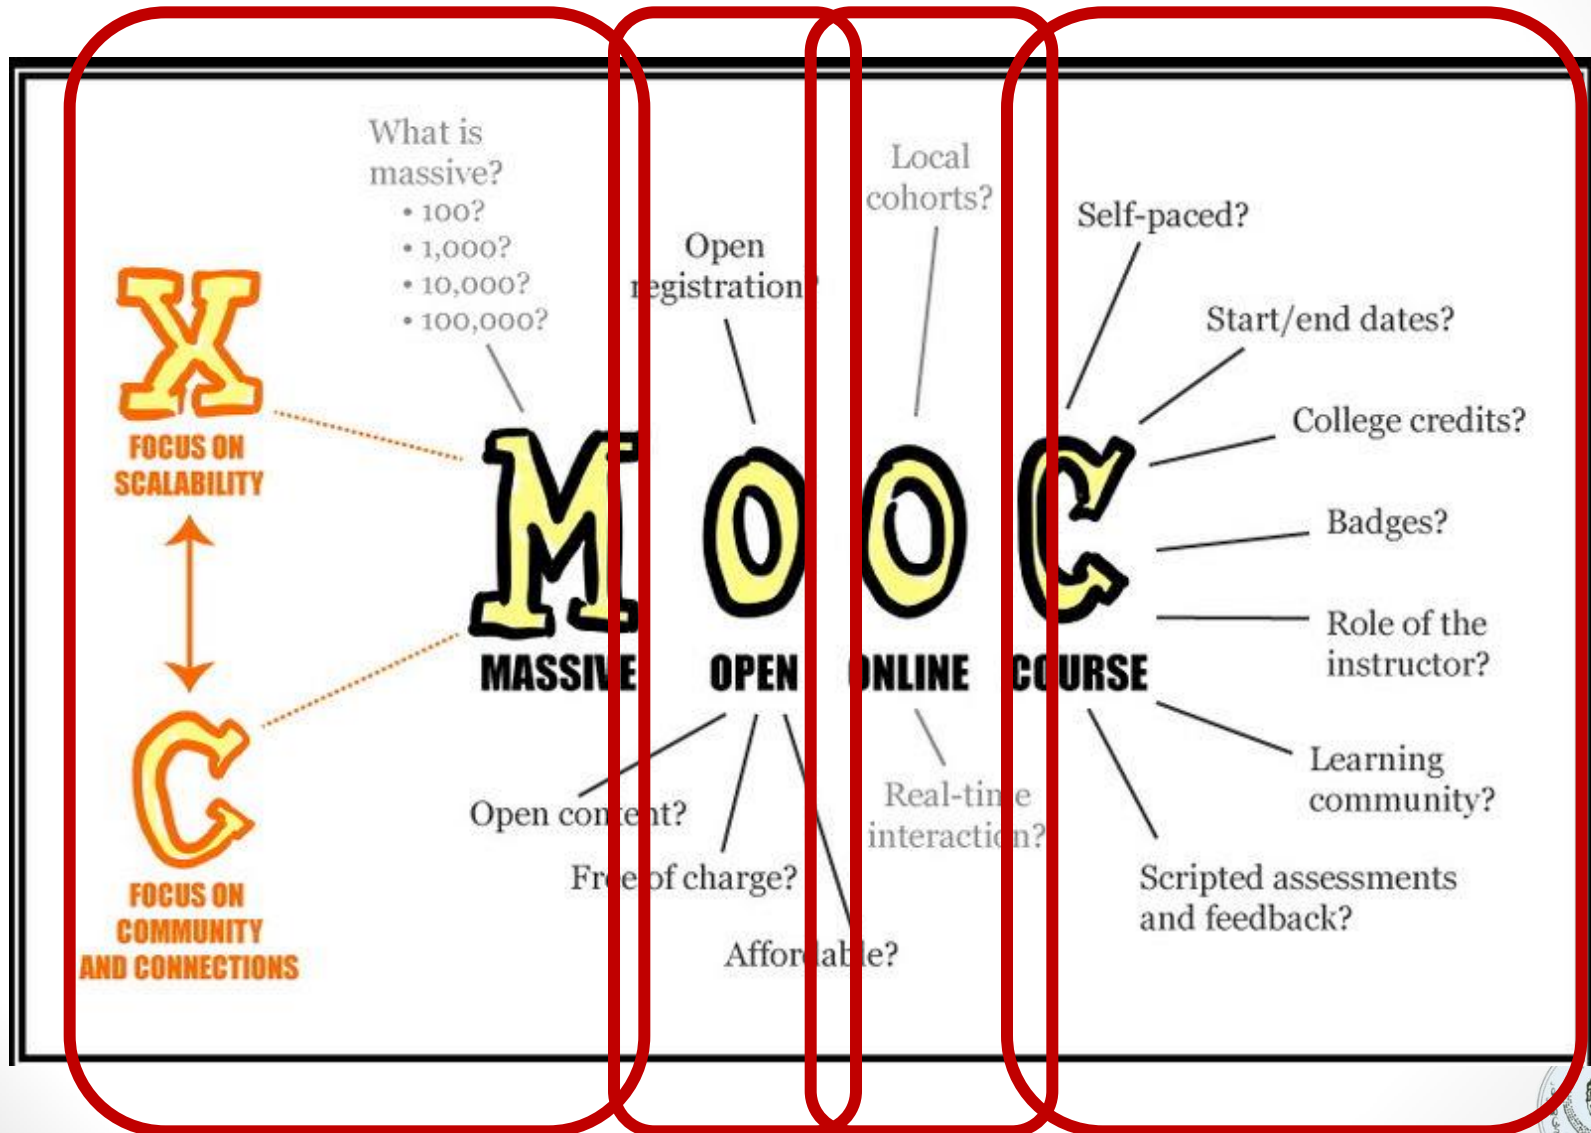 What is
massive?
• 100?
• 1,000?
• 10,000?
• 100,000?
X
FOCUS ON
SCALABILITY
C
FOCUS ON
COMMUNITY
AND CONNECTIONS
Open
registration?
Local
cohorts?
Self-paced?
Start/end dates?
College credits?
Badges?
Role of the
instructor?
Learning
community?
Scripted assessments
and feedback?
MOOC
MASSIVE OPEN ONLINE COURSE
Open content?
Free of charge?
Affordable?
Real-time
interaction?